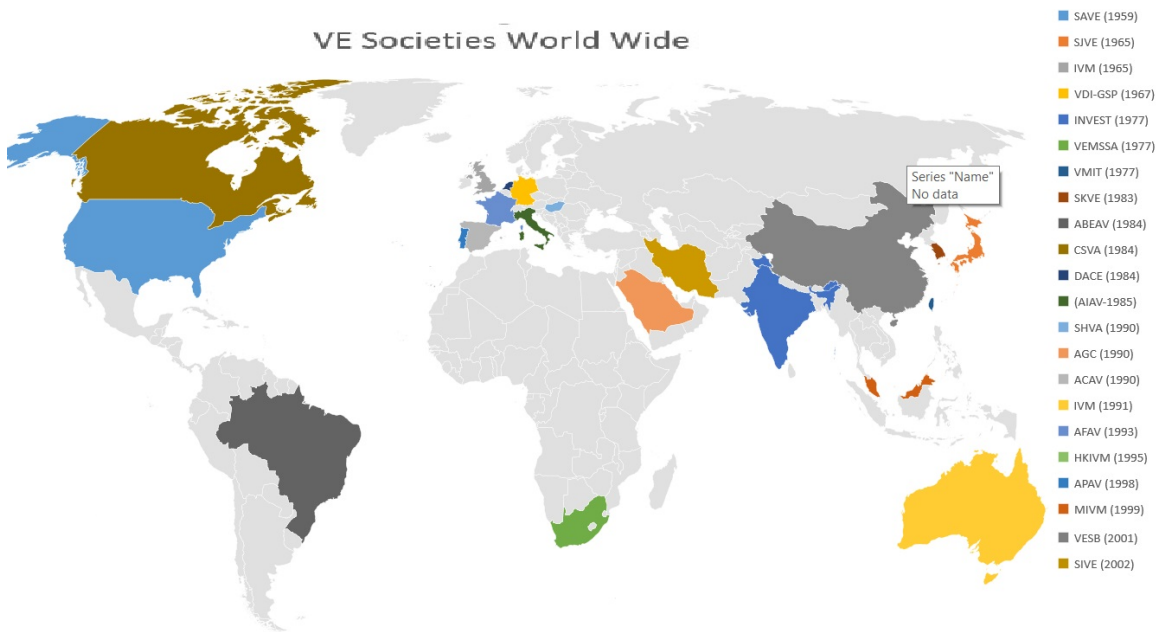 VE Societies World Wide
SAVE (1959)
SJVE (1965)
IVM (1965)
VDI-GSP (1967)
INVEST (1977)
VEMSSA (1977)
VMIT (1977)
SKVE (1983)
ABEAV (1984)
CSVA (1984)
DACE (1984)
(AIAV-1985)
SHVA (1990)
AGC (1990)
ACAV (1990)
IVM (1991)
AFAV (1993)
HKIVM (1995)
APAV (1998)
MIVM (1999)
VESB (2001)
SIVE (2002)
Series "Name"
No data